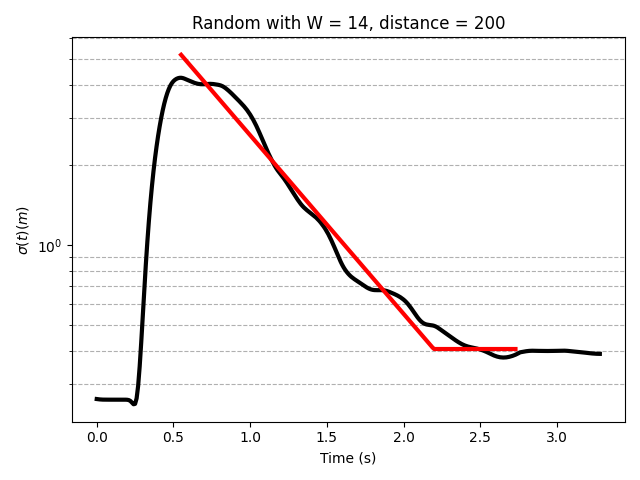 Random with W = 14, distance = 200
σ(t)(m)
10⁰
0.0 0.5 1.0 1.5 2.0 2.5 3.0
Time (s)